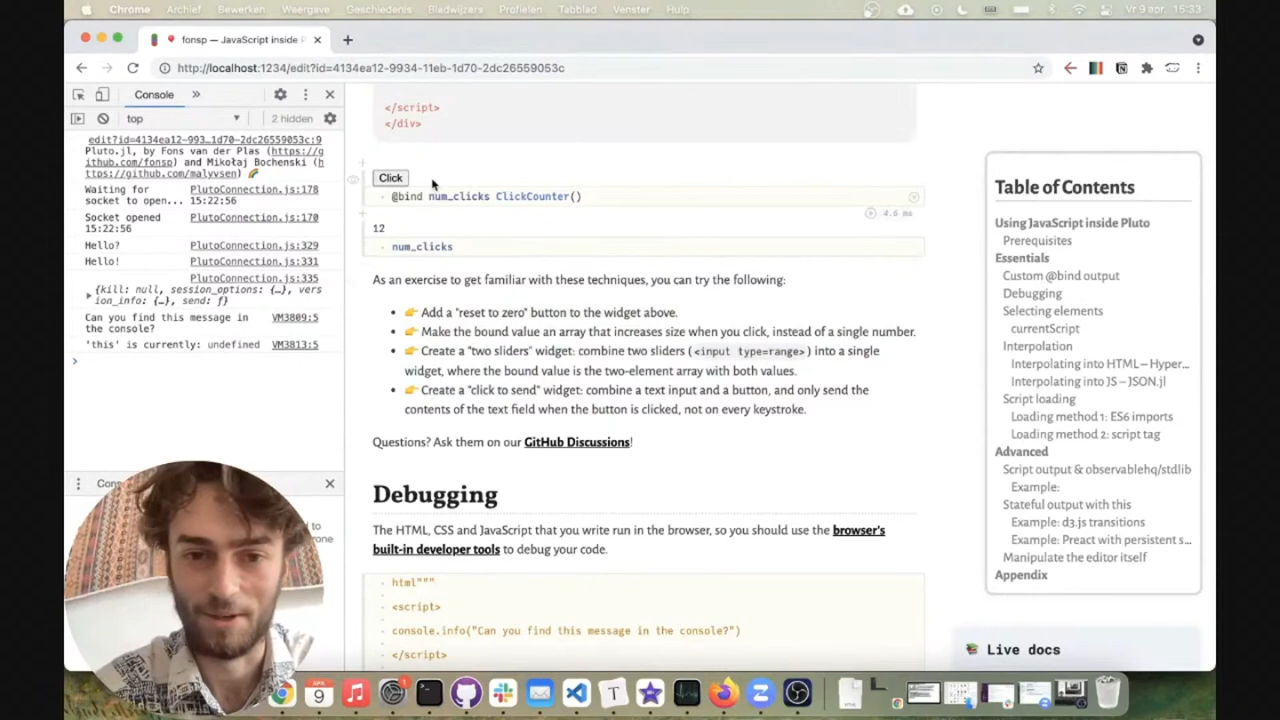 Chrome Archief Bewerken Weergave Geschiedenis Bladwijzers Profielen Tabblad Venster Help Vr 9 apr. 15:33
fonsp — JavaScript inside P
http://localhost:1234/edit?id=4134ea12-9934-11eb-1d70-2dc26559053c
Console
top 2 hidden
edit?id=4134ea12-993…1d70-2dc26559053c:9
Pluto.jl, by Fons van der Plas (https://g
ithub.com/fonsp) and Mikołaj Bochenski (h
ttps://github.com/malyvsen) 🌈
Waiting for PlutoConnection.js:178
socket to open... 15:22:56
Socket opened PlutoConnection.js:170
15:22:56
Hello? PlutoConnection.js:329
Hello! PlutoConnection.js:331
PlutoConnection.js:335
{kill: null, session_options: {…}, vers
ion_info: {…}, send: ƒ}
Can you find this message in VM3809:5
the console?
'this' is currently: undefined VM3813:5
</script>
</div>
Click
@bind num_clicks ClickCounter()
4.6 ms
12
num_clicks
As an exercise to get familiar with these techniques, you can try the following:
• 👉 Add a "reset to zero" button to the widget above.
• 👉 Make the bound value an array that increases size when you click, instead of a single number.
• 👉 Create a "two sliders" widget: combine two sliders (<input type=range>) into a single
widget, where the bound value is the two-element array with both values.
• 👉 Create a "click to send" widget: combine a text input and a button, and only send the
contents of the text field when the button is clicked, not on every keystroke.
Questions? Ask them on our GitHub Discussions!
Debugging
The HTML, CSS and JavaScript that you write run in the browser, so you should use the browser's
built-in developer tools to debug your code.
html"""
<script>
console.info("Can you find this message in the console?")
</script>
Table of Contents
Using JavaScript inside Pluto
Prerequisites
Essentials
Custom @bind output
Debugging
Selecting elements
currentScript
Interpolation
Interpolating into HTML – Hyper...
Interpolating into JS – JSON.jl
Script loading
Loading method 1: ES6 imports
Loading method 2: script tag
Advanced
Script output & observablehq/stdlib
Example:
Stateful output with this
Example: d3.js transitions
Example: Preact with persistent s...
Manipulate the editor itself
Appendix
📚 Live docs